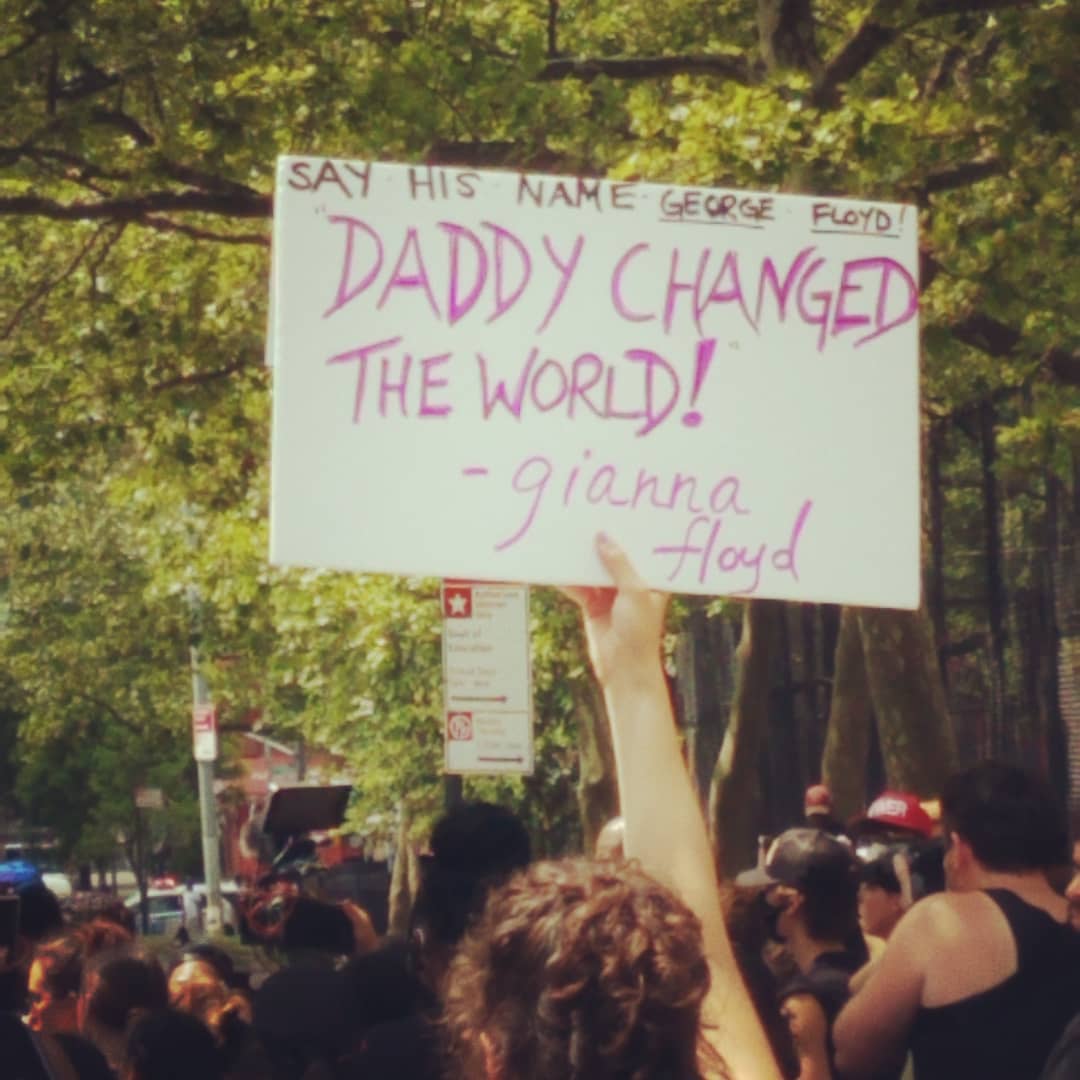 SAY HIS NAME GEORGE FLOYD!
"DADDY CHANGED
THE WORLD!"
- gianna
floyd